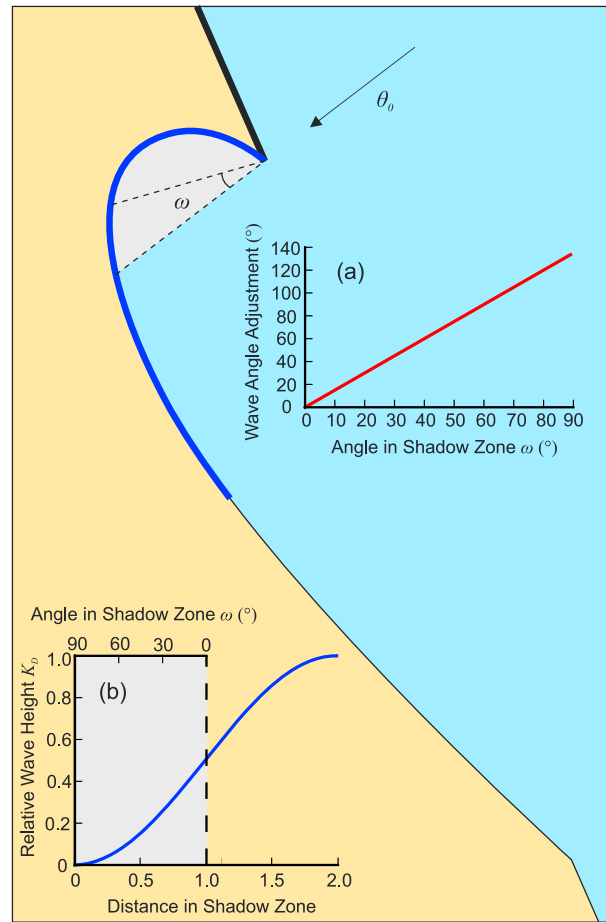 θ₀
ω
Wave Angle Adjustment (°)
140
120
100
80
60
40
20
0
(a)
0 10 20 30 40 50 60 70 80 90
Angle in Shadow Zone ω (°)
Angle in Shadow Zone ω (°)
90 60 30 0
Relative Wave Height K_D
1.0
0.8
0.6
0.4
0.2
0
(b)
0 0.5 1.0 1.5 2.0
Distance in Shadow Zone